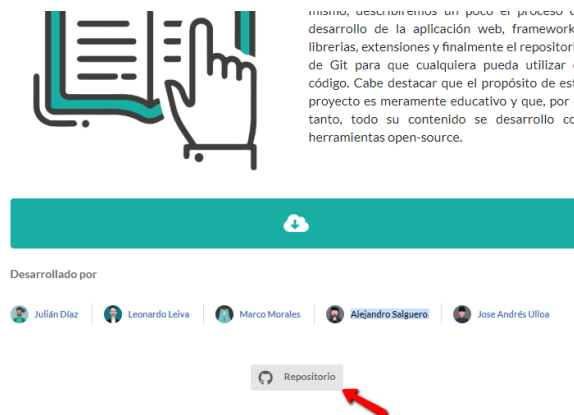 mismo, describiremos un poco el proceso d
desarrollo de la aplicación web, framework
librerias, extensiones y finalmente el repositori
de Git para que cualquiera pueda utilizar e
código. Cabe destacar que el propósito de est
proyecto es meramente educativo y que, por l
tanto, todo su contenido se desarrollo co
herramientas open-source.
Desarrollado por
Julián Díaz Leonardo Leiva Marco Morales Alejandro Salguero Jose Andrés Ulloa
Repositorio